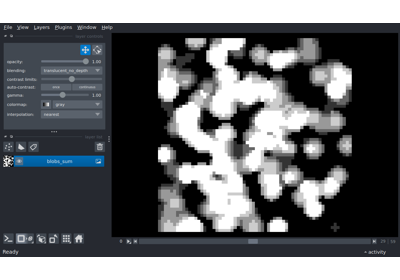 File View Layers Plugins Window Help
opacity: 1.00
blending: translucent_no_depth
contrast limits:
auto-contrast: once continuous
gamma: 1.00
colormap: gray
interpolation: nearest
blobs_sum
Ready
activity